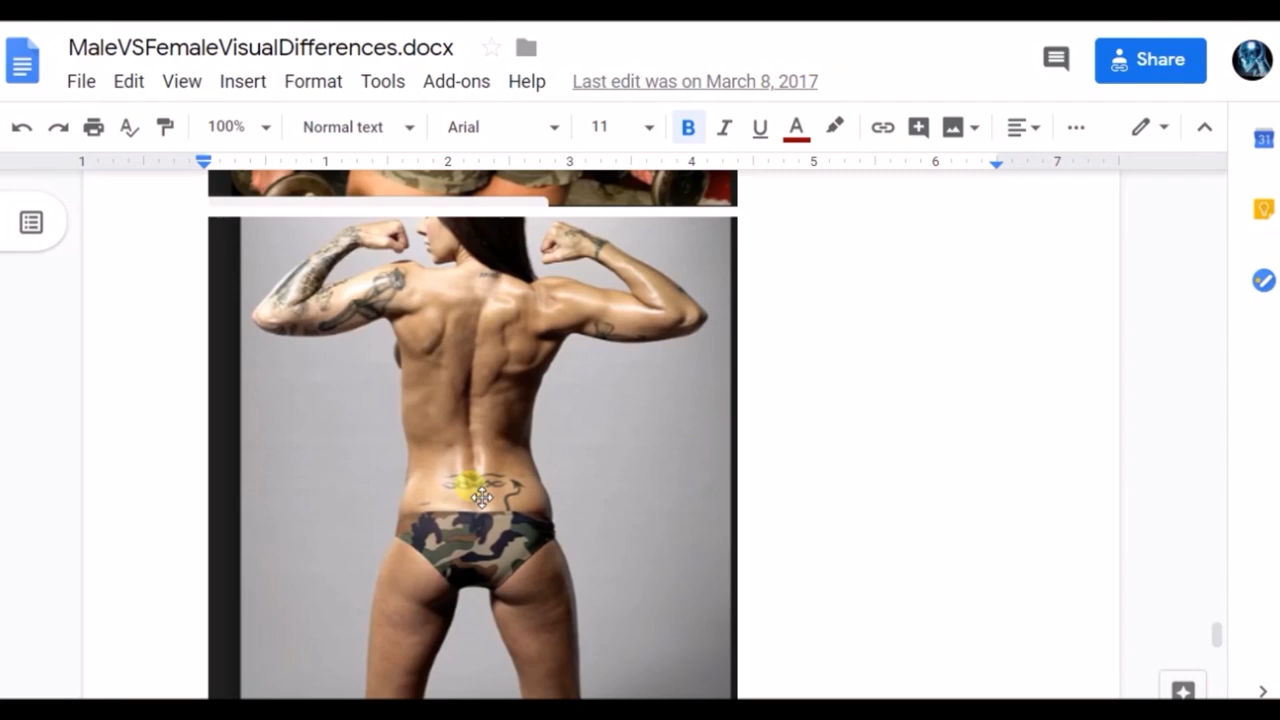 MaleVSFemaleVisualDifferences.docx
File Edit View Insert Format Tools Add-ons Help Last edit was on March 8, 2017
Share
100% Normal text Arial 11 B I U A
1 1 2 3 4 5 6 7
31